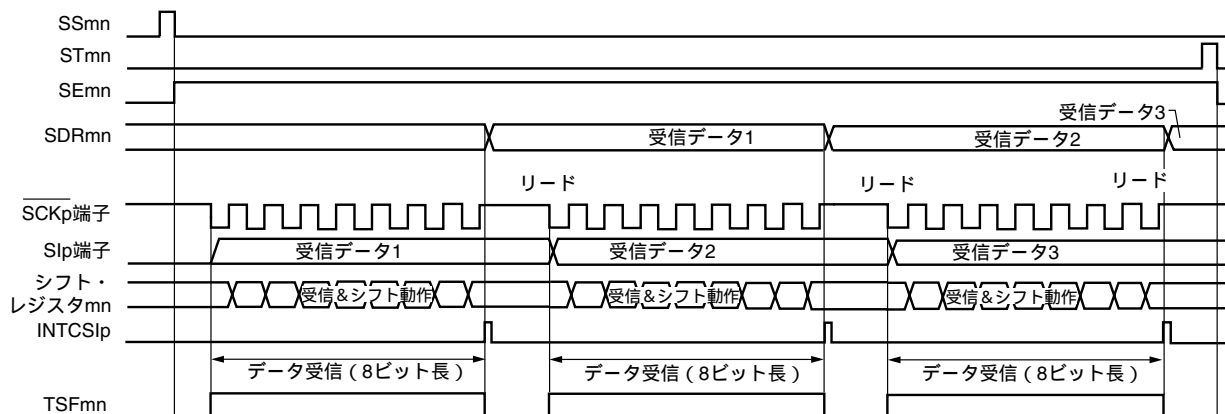 SSmn
STmn
SEmn
受信データ3
SDRmn 受信データ1 受信データ2
リード リード リード
SCKp端子
SIp端子 受信データ1 受信データ2 受信データ3
シフト・
レジスタmn 受信&シフト動作 受信&シフト動作 受信&シフト動作
INTCSIp
データ受信(8ビット長) データ受信(8ビット長) データ受信(8ビット長)
TSFmn